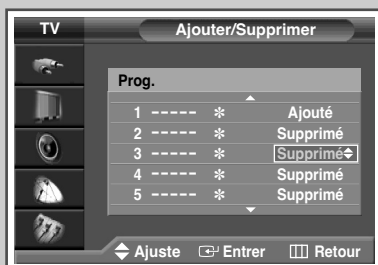 TV Ajouter/Supprimer
Prog.
1 ----- ✻ Ajouté
2 ----- ✻ Supprimé
3 ----- ✻ Supprimé
4 ----- ✻ Supprimé
5 ----- ✻ Supprimé
Ajuste Entrer Retour